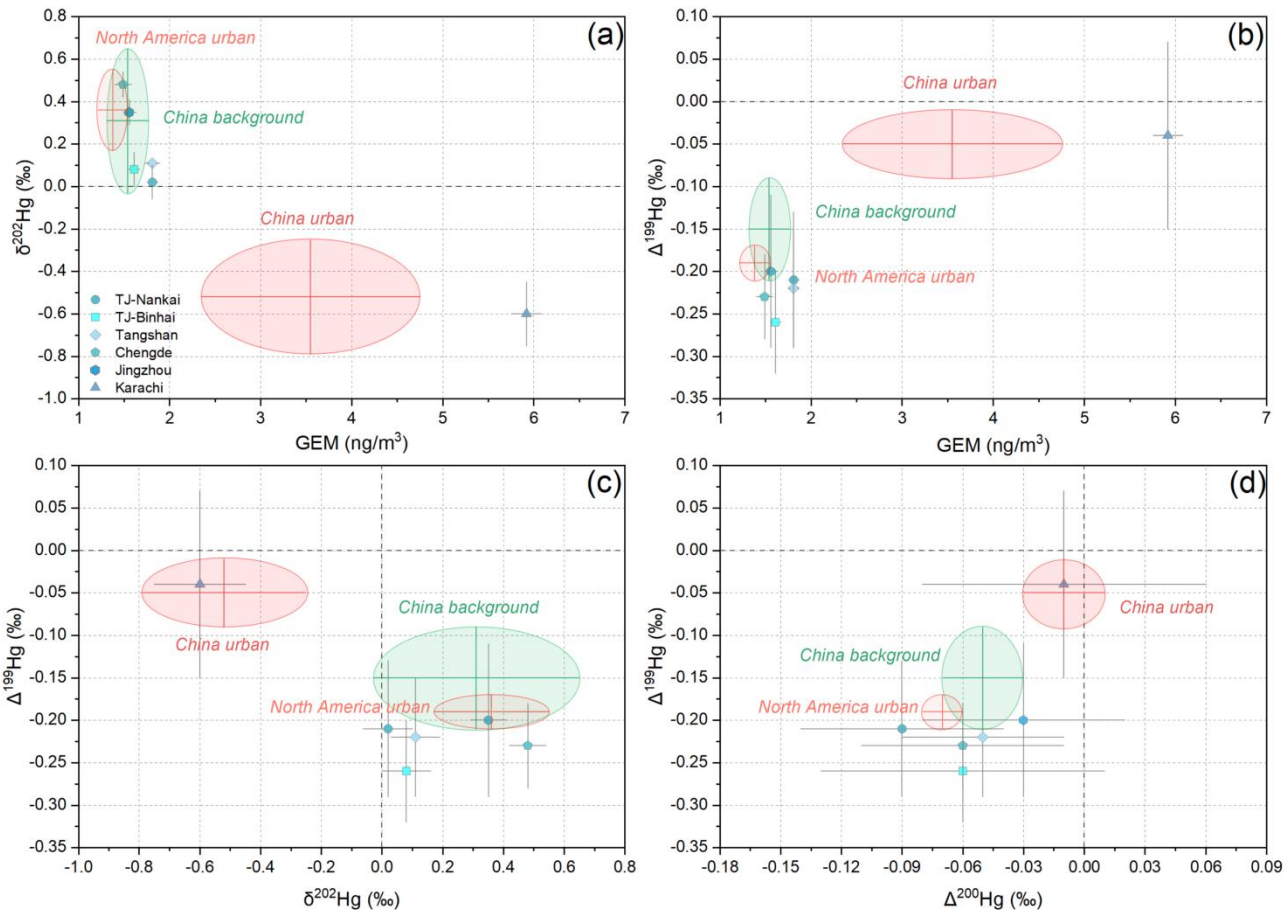 (a)
0.8
0.6
0.4
0.2
0.0
-0.2
-0.4
-0.6
-0.8
-1.0
δ²⁰²Hg (‰)
North America urban
China background
China urban
TJ-Nankai
TJ-Binhai
Tangshan
Chengde
Jingzhou
Karachi
1 2 3 4 5 6 7
GEM (ng/m³)
(b)
0.10
0.05
0.00
-0.05
-0.10
-0.15
-0.20
-0.25
-0.30
-0.35
Δ¹⁹⁹Hg (‰)
China urban
China background
North America urban
1 2 3 4 5 6 7
GEM (ng/m³)
(c)
0.10
0.05
0.00
-0.05
-0.10
-0.15
-0.20
-0.25
-0.30
-0.35
Δ¹⁹⁹Hg (‰)
China urban
China background
North America urban
-1.0 -0.8 -0.6 -0.4 -0.2 0.0 0.2 0.4 0.6 0.8
δ²⁰²Hg (‰)
(d)
0.10
0.05
0.00
-0.05
-0.10
-0.15
-0.20
-0.25
-0.30
-0.35
Δ¹⁹⁹Hg (‰)
China urban
China background
North America urban
-0.18 -0.15 -0.12 -0.09 -0.06 -0.03 0.00 0.03 0.06 0.09
Δ²⁰⁰Hg (‰)